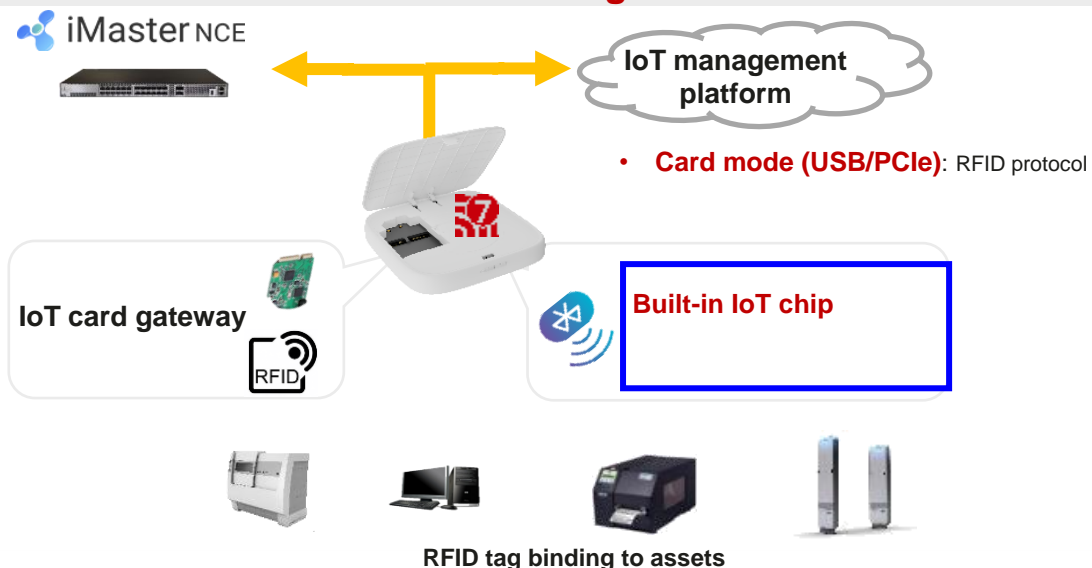 iMaster NCE
IoT management
platform
• Card mode (USB/PCIe): RFID protocol
7
IoT card gateway
RFID
Built-in IoT chip
RFID tag binding to assets